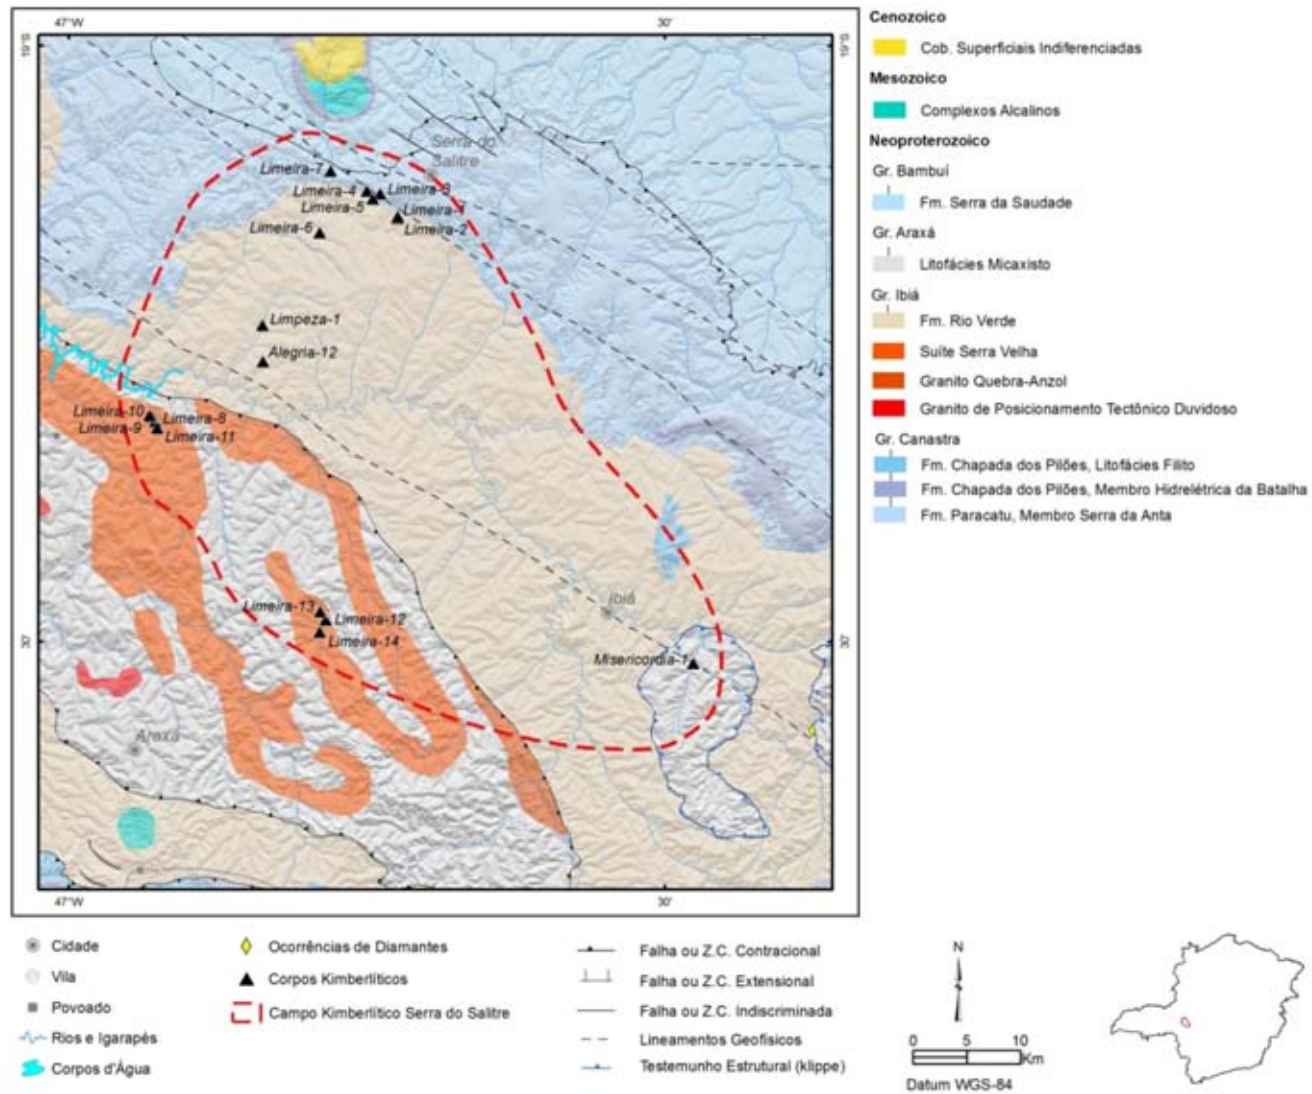 47°W
30'
19°S
19°S
Serra do
Salitre
Limeira-7
Limeira-4
Limeira-3
Limeira-5
Limeira-1
Limeira-2
Limeira-6
Limpeza-1
Alegria-12
Limeira-10
Limeira-8
Limeira-9
Limeira-11
Ibiá
Limeira-13
Limeira-12
Limeira-14
Misericórdia-1
30'
30'
Araxá
47°W
30'
Cenozoico
Cob. Superficiais Indiferenciadas
Mesozoico
Complexos Alcalinos
Neoproterozoico
Gr. Bambuí
Fm. Serra da Saudade
Gr. Araxá
Litofácies Micaxisto
Gr. Ibiá
Fm. Rio Verde
Suíte Serra Velha
Granito Quebra-Anzol
Granito de Posicionamento Tectônico Duvidoso
Gr. Canastra
Fm. Chapada dos Pilões, Litofácies Filito
Fm. Chapada dos Pilões, Membro Hidrelétrica da Batalha
Fm. Paracatu, Membro Serra da Anta
Cidade
Vila
Povoado
Rios e Igarapés
Corpos d'Água
Ocorrências de Diamantes
Corpos Kimberlíticos
Campo Kimberlítico Serra do Salitre
Falha ou Z.C. Contracional
Falha ou Z.C. Extensional
Falha ou Z.C. Indiscriminada
Lineamentos Geofísicos
Testemunho Estrutural (klippe)
N
0 5 10
Km
Datum WGS-84